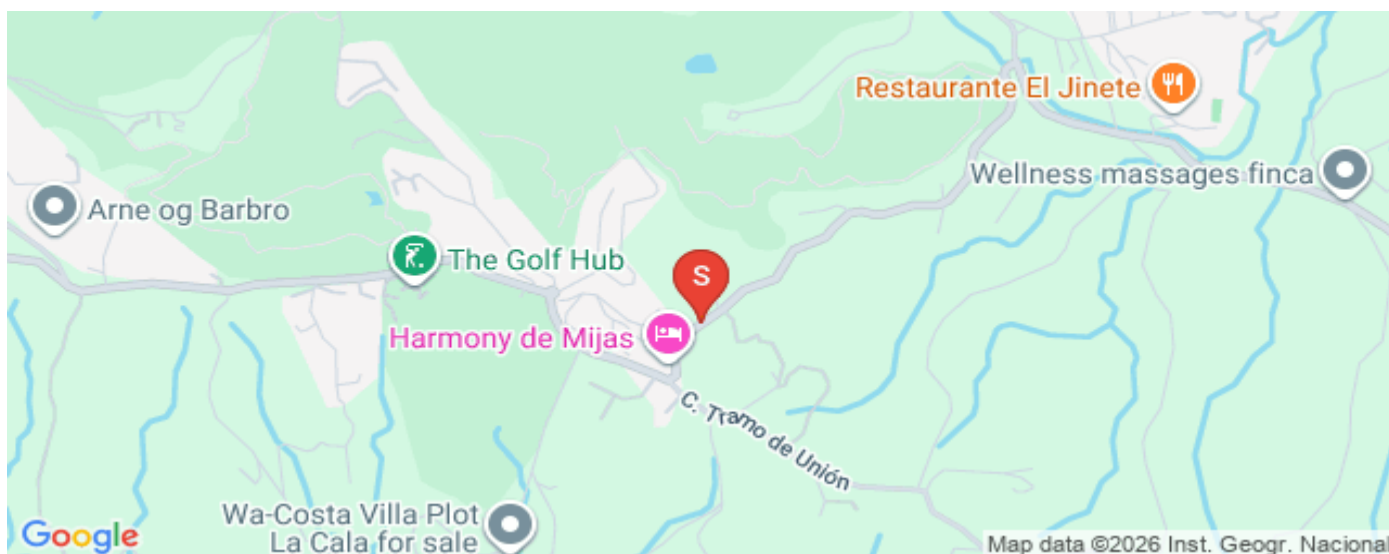 Restaurante El Jinete
Wellness massages finca
Arne og Barbro
The Golf Hub
S
Harmony de Mijas
C. Tramo de Unión
Wa-Costa Villa Plot
La Cala for sale
Google
Map data ©2026 Inst. Geogr. Nacional